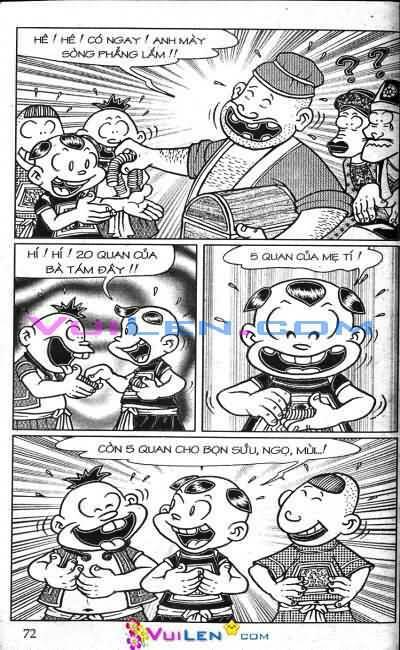 HÊ ! HÊ ! CÓ NGAY ! ANH MÀY
SÒNG PHẲNG LẮM !!
? ?
HÍ ! HÍ ! 20 QUAN CỦA
BÀ TÁM ĐÂY !!
5 QUAN CỦA MẸ TÍ !
VUILEN.COM
CÒN 5 QUAN CHO BỌN SỬU, NGỌ, MÙI...!
72
VUILEN.COM